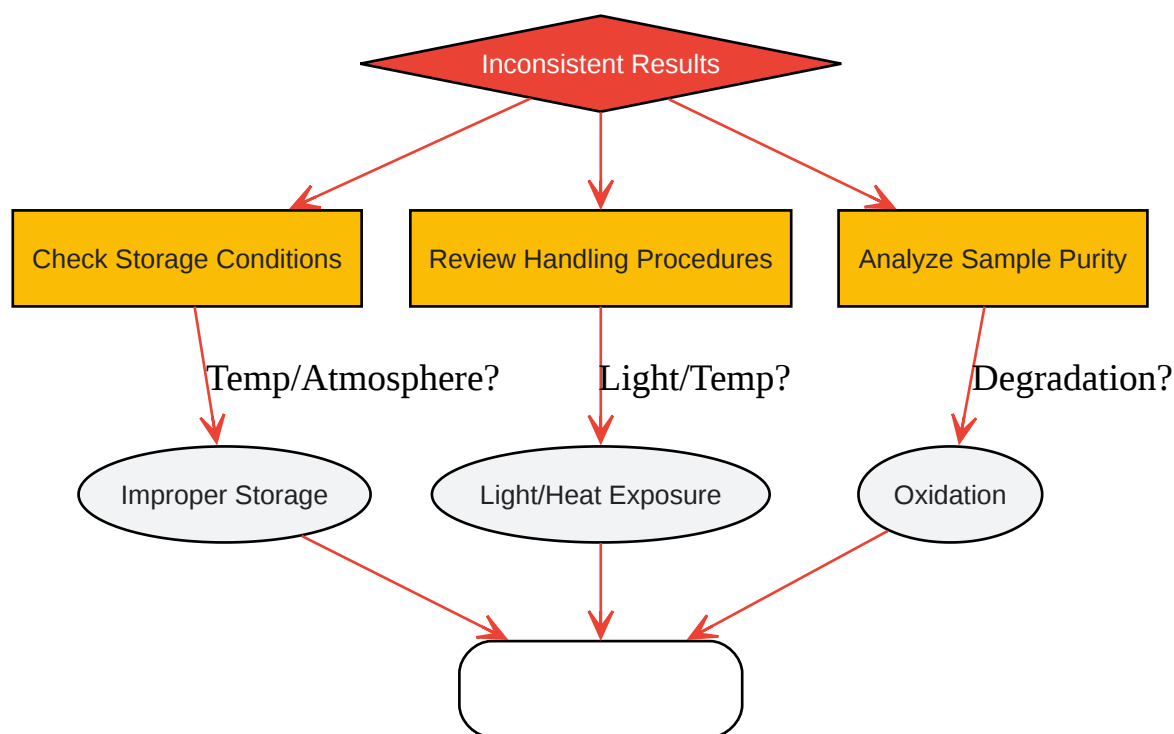 Inconsistent Results
Check Storage Conditions
Review Handling Procedures
Analyze Sample Purity
Temp/Atmosphere?
Light/Temp?
Degradation?
Improper Storage
Light/Heat Exposure
Oxidation